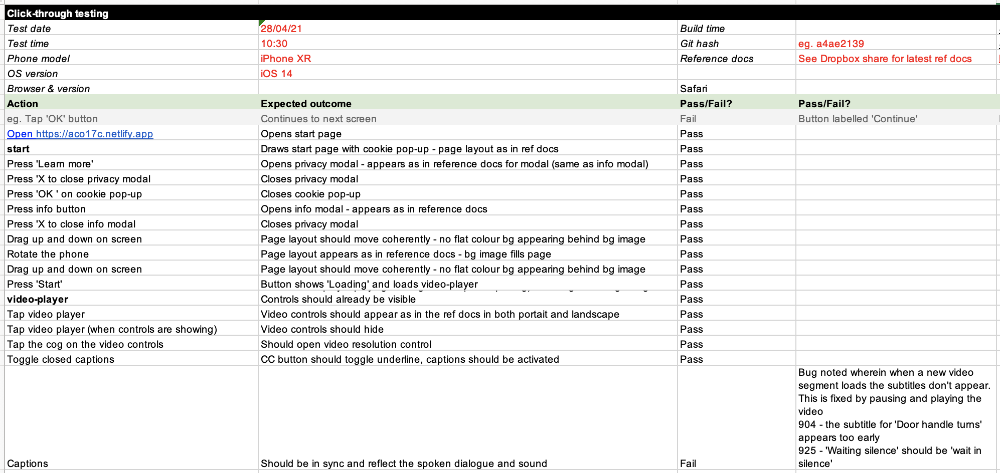 Click-through testing
Test date 28/04/21 Build time
Test time 10:30 Git hash eg. a4ae2139
Phone model iPhone XR Reference docs See Dropbox share for latest ref docs
OS version iOS 14
Browser & version Safari
Action Expected outcome Pass/Fail? Pass/Fail?
eg. Tap 'OK' button Continues to next screen Fail Button labelled 'Continue'
Open https://aco17c.netlify.app Opens start page Pass
start Draws start page with cookie pop-up - page layout as in ref docs Pass
Press 'Learn more' Opens privacy modal - appears as in reference docs for modal (same as info modal) Pass
Press 'X to close privacy modal Closes privacy modal Pass
Press 'OK ' on cookie pop-up Closes cookie pop-up Pass
Press info button Opens info modal - appears as in reference docs Pass
Press 'X to close info modal Closes privacy modal Pass
Drag up and down on screen Page layout should move coherently - no flat colour bg appearing behind bg image Pass
Rotate the phone Page layout appears as in reference docs - bg image fills page Pass
Drag up and down on screen Page layout should move coherently - no flat colour bg appearing behind bg image Pass
Press 'Start' Button shows 'Loading' and loads video-player Pass
video-player Controls should already be visible Pass
Tap video player Video controls should appear as in the ref docs in both portait and landscape Pass
Tap video player (when controls are showing) Video controls should hide Pass
Tap the cog on the video controls Should open video resolution control Pass
Toggle closed captions CC button should toggle underline, captions should be activated Pass
Bug noted wherein when a new video
segment loads the subtitles don't appear.
This is fixed by pausing and playing the
video
904 - the subtitle for 'Door handle turns'
appears too early
925 - 'Waiting silence' should be 'wait in
Captions Should be in sync and reflect the spoken dialogue and sound Fail silence'